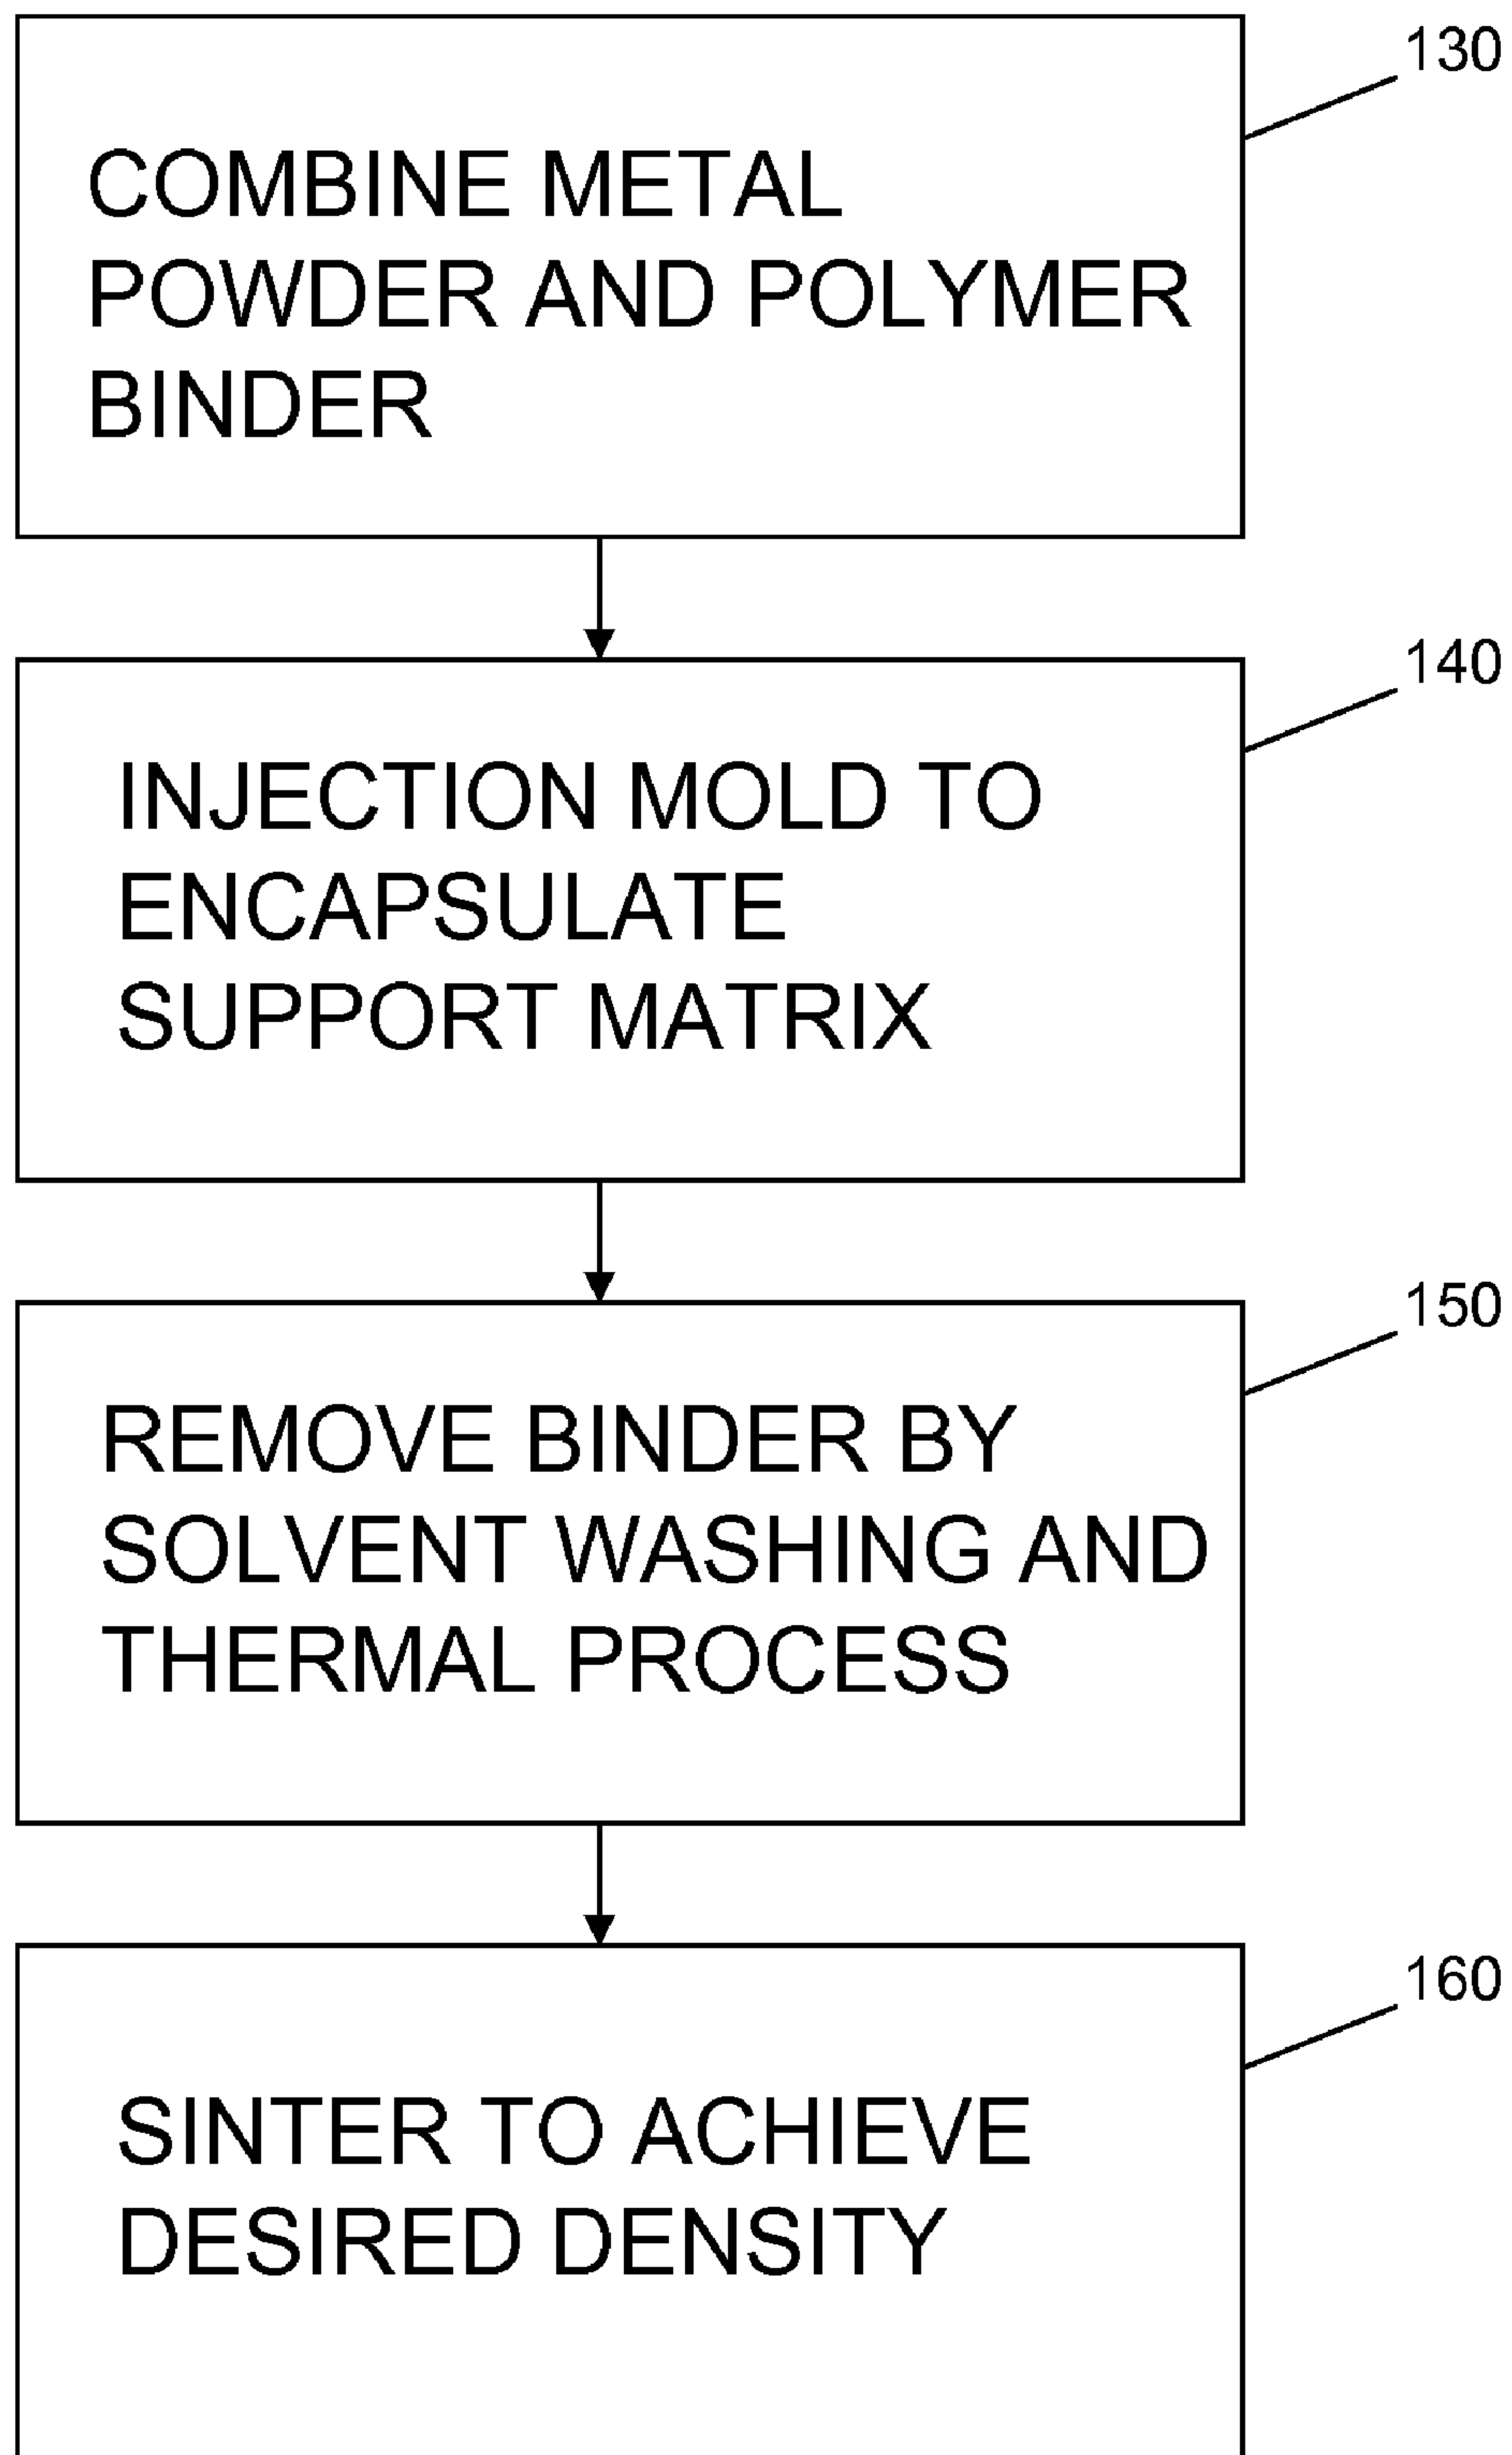 130
COMBINE METAL
POWDER AND POLYMER
BINDER
140
INJECTION MOLD TO
ENCAPSULATE
SUPPORT MATRIX
150
REMOVE BINDER BY
SOLVENT WASHING AND
THERMAL PROCESS
160
SINTER TO ACHIEVE
DESIRED DENSITY